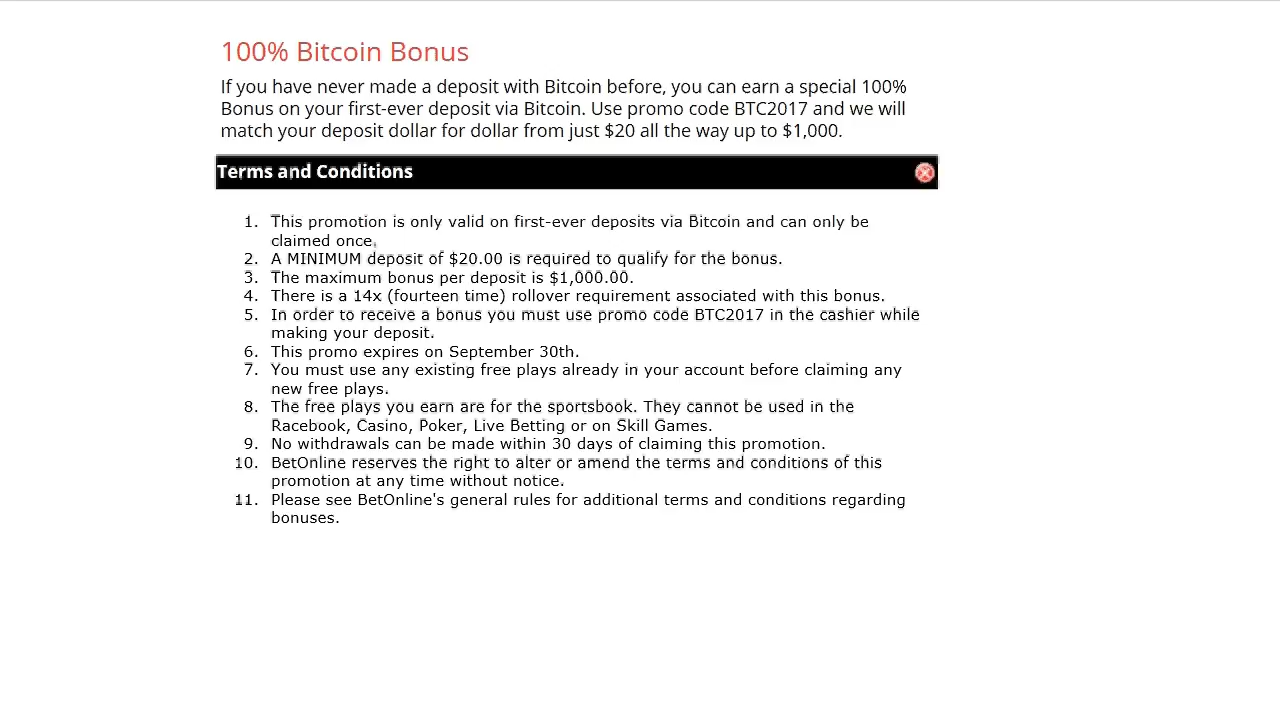 100% Bitcoin Bonus
If you have never made a deposit with Bitcoin before, you can earn a special 100%
Bonus on your first-ever deposit via Bitcoin. Use promo code BTC2017 and we will
match your deposit dollar for dollar from just $20 all the way up to $1,000.
Terms and Conditions
1. This promotion is only valid on first-ever deposits via Bitcoin and can only be
claimed once.
2. A MINIMUM deposit of $20.00 is required to qualify for the bonus.
3. The maximum bonus per deposit is $1,000.00.
4. There is a 14x (fourteen time) rollover requirement associated with this bonus.
5. In order to receive a bonus you must use promo code BTC2017 in the cashier while
making your deposit.
6. This promo expires on September 30th.
7. You must use any existing free plays already in your account before claiming any
new free plays.
8. The free plays you earn are for the sportsbook. They cannot be used in the
Racebook, Casino, Poker, Live Betting or on Skill Games.
9. No withdrawals can be made within 30 days of claiming this promotion.
10. BetOnline reserves the right to alter or amend the terms and conditions of this
promotion at any time without notice.
11. Please see BetOnline's general rules for additional terms and conditions regarding
bonuses.